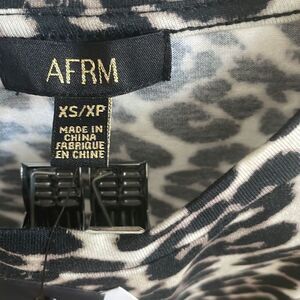 AFRM
XS/XP
MADE IN
CHINA
FABRIQUE
EN CHINE